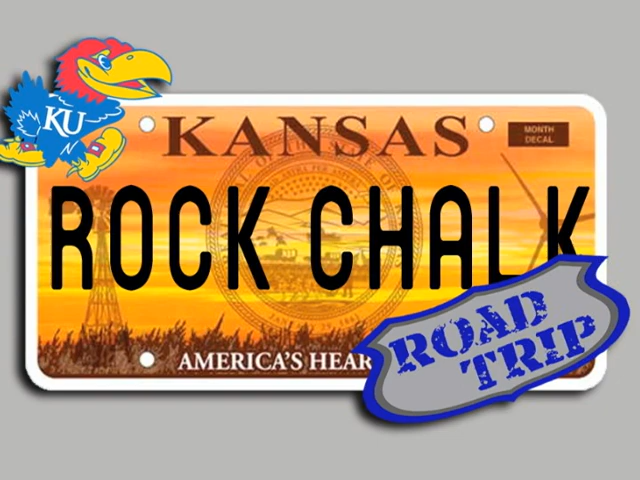 KU
KANSAS
MONTH
DECAL
ROCK CHALK
AMERICA'S HEAR
ROAD
TRIP